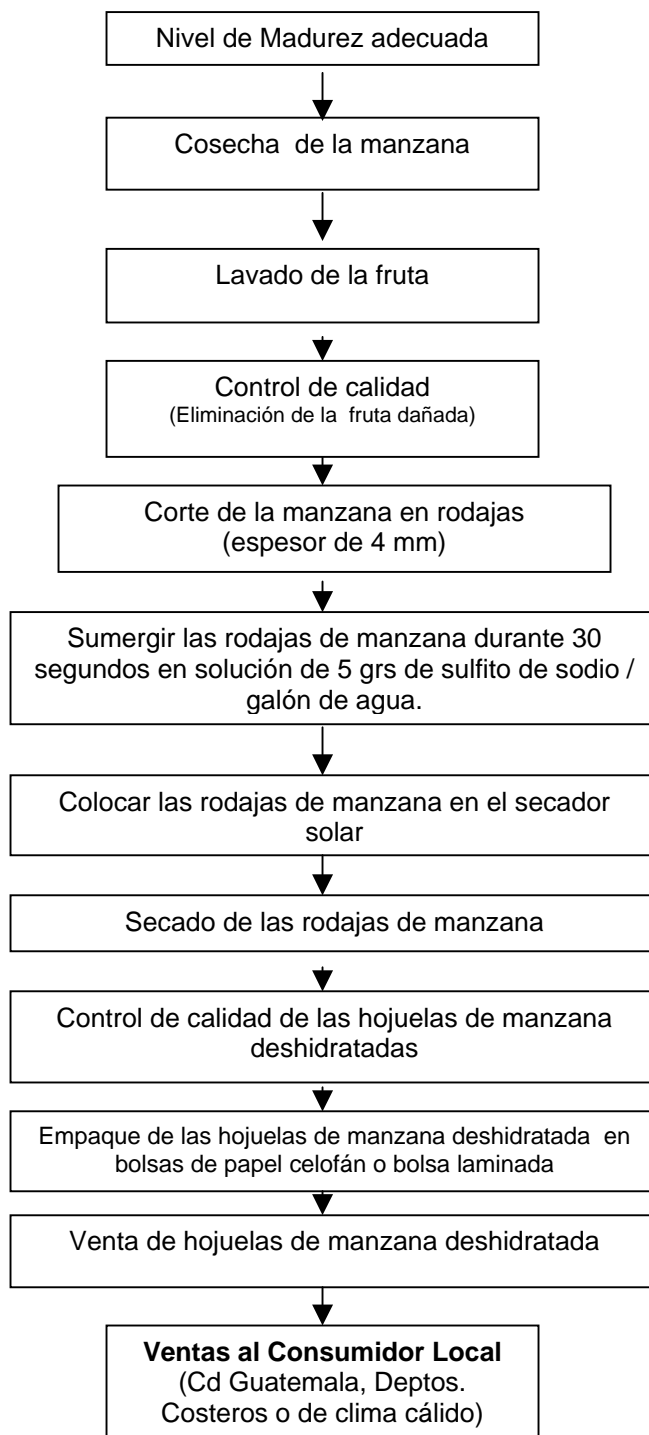 Nivel de Madurez adecuada
Cosecha de la manzana
Lavado de la fruta
Control de calidad
(Eliminación de la fruta dañada)
Corte de la manzana en rodajas
(espesor de 4 mm)
Sumergir las rodajas de manzana durante 30
segundos en solución de 5 grs de sulfito de sodio /
galón de agua.
Colocar las rodajas de manzana en el secador
solar
Secado de las rodajas de manzana
Control de calidad de las hojuelas de manzana
deshidratadas
Empaque de las hojuelas de manzana deshidratada en
bolsas de papel celofán o bolsa laminada
Venta de hojuelas de manzana deshidratada
Ventas al Consumidor Local
(Cd Guatemala, Deptos.
Costeros o de clima cálido)